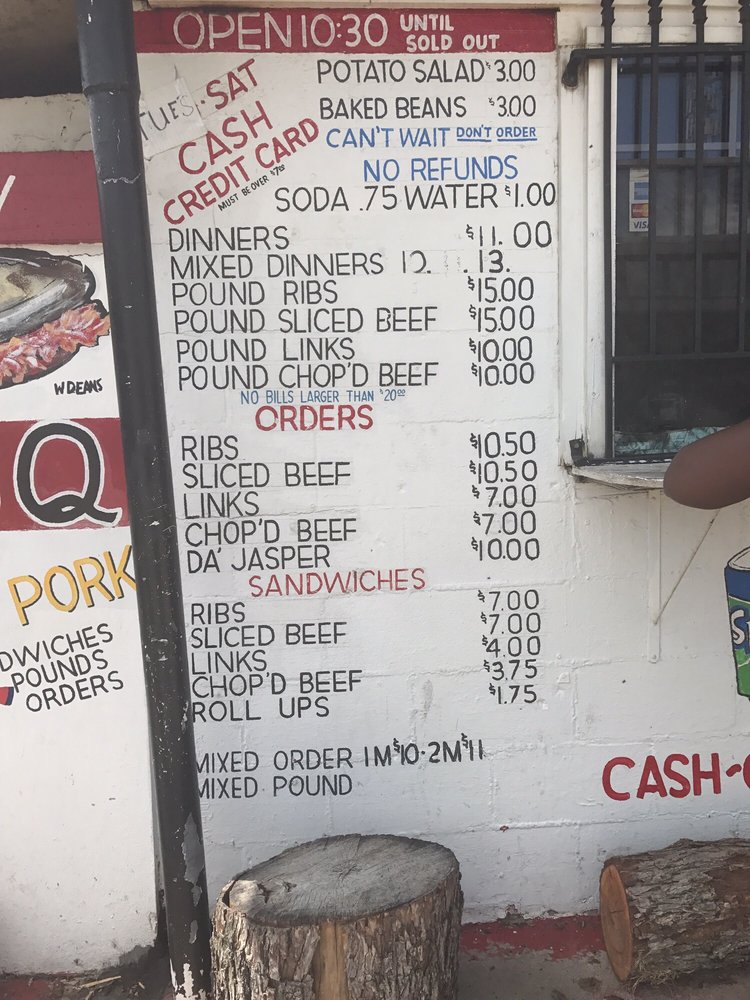 OPEN 10:30 UNTIL SOLD OUT
TUES.-SAT
CASH
CREDIT CARD
MUST BE OVER $7.00
POTATO SALAD $3.00
BAKED BEANS $3.00
CAN'T WAIT DON'T ORDER
NO REFUNDS
SODA .75 WATER $1.00
DINNERS $11.00
MIXED DINNERS 12. 13.
POUND RIBS $15.00
POUND SLICED BEEF $15.00
POUND LINKS $10.00
POUND CHOP'D BEEF $10.00
NO BILLS LARGER THAN $20.00
ORDERS
RIBS $10.50
SLICED BEEF $10.50
LINKS $7.00
CHOP'D BEEF $7.00
DA' JASPER $10.00
SANDWICHES
RIBS $7.00
SLICED BEEF $7.00
LINKS $4.00
CHOP'D BEEF $3.75
ROLL UPS $1.75
MIXED ORDER 1M $10-2M $11
MIXED POUND
W DEANS
Q
PORK
DWICHES
POUNDS
ORDERS
VISA
CASH-